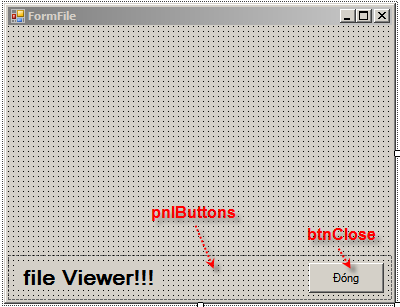 FormFile
pnlButtons
btnClose
file Viewer!!!
Đóng